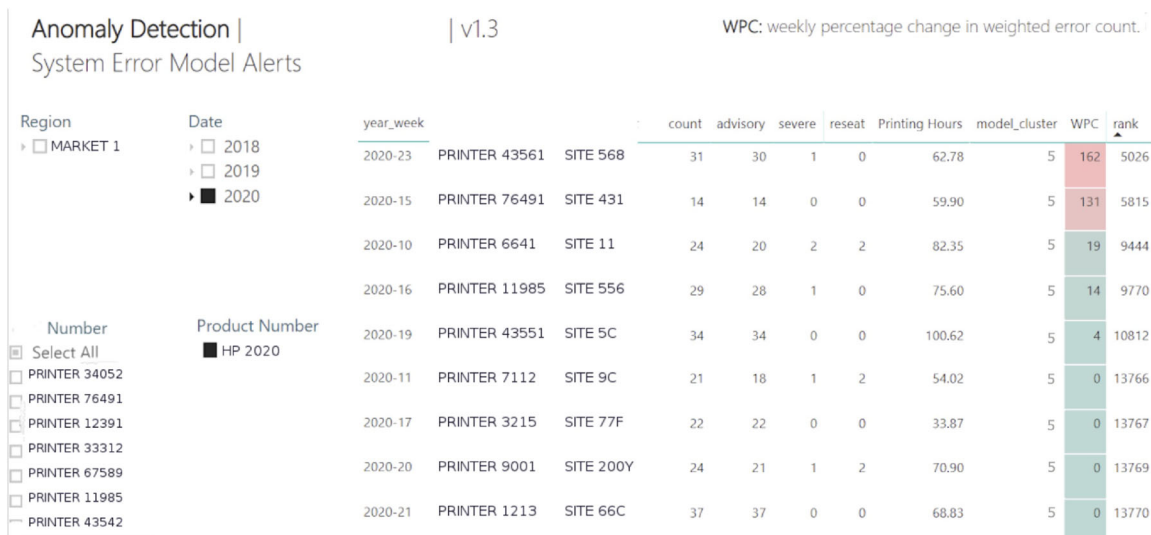 Anomaly Detection | | v1.3
System Error Model Alerts
WPC: weekly percentage change in weighted error count.
Region
MARKET 1
Date
2018
2019
2020
Number
Select All
PRINTER 34052
PRINTER 76491
PRINTER 12391
PRINTER 33312
PRINTER 67589
PRINTER 11985
PRINTER 43542
Product Number
HP 2020
year_week count advisory severe reseat Printing Hours model_cluster WPC rank
2020-23 PRINTER 43561 SITE 568 31 30 1 0 62.78 5 162 5026
2020-15 PRINTER 76491 SITE 431 14 14 0 0 59.90 5 131 5815
2020-10 PRINTER 6641 SITE 11 24 20 2 2 82.35 5 19 9444
2020-16 PRINTER 11985 SITE 556 29 28 1 0 75.60 5 14 9770
2020-19 PRINTER 43551 SITE 5C 34 34 0 0 100.62 5 4 10812
2020-11 PRINTER 7112 SITE 9C 21 18 1 2 54.02 5 0 13766
2020-17 PRINTER 3215 SITE 77F 22 22 0 0 33.87 5 0 13767
2020-20 PRINTER 9001 SITE 200Y 24 21 1 2 70.90 5 0 13769
2020-21 PRINTER 1213 SITE 66C 37 37 0 0 68.83 5 0 13770